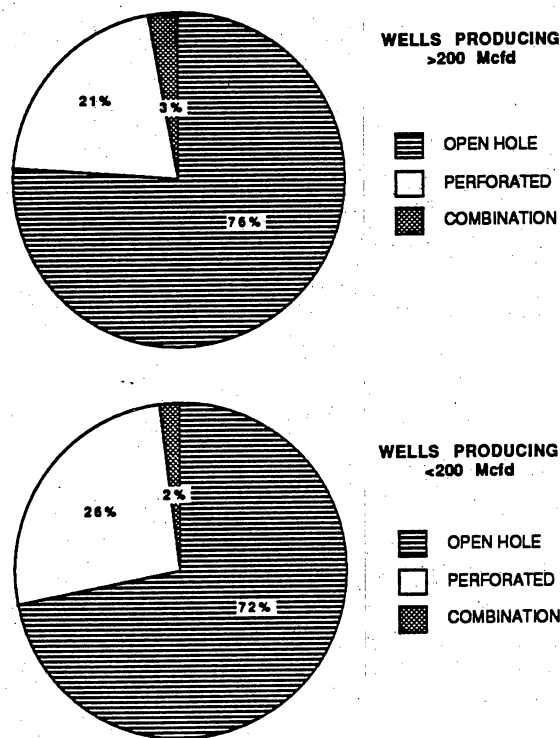 WELLS PRODUCING
>200 Mcfd
21%
3%
OPEN HOLE
PERFORATED
COMBINATION
76%
WELLS PRODUCING
<200 Mcfd
2%
26%
OPEN HOLE
PERFORATED
COMBINATION
72%